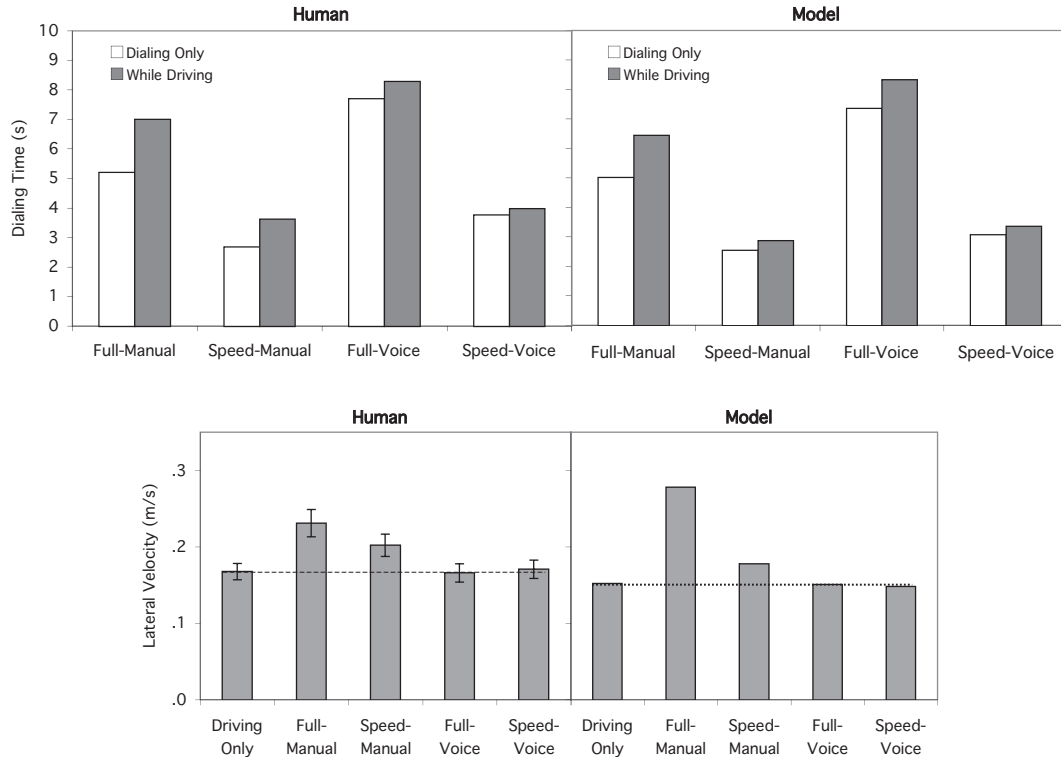 Human
Model
Dialing Only
While Driving
Dialing Only
While Driving
Dialing Time (s)
10
9
8
7
6
5
4
3
2
1
0
Full-Manual
Speed-Manual
Full-Voice
Speed-Voice
Full-Manual
Speed-Manual
Full-Voice
Speed-Voice
Human
Model
Lateral Velocity (m/s)
.3
.2
.1
.0
Driving
Only
Full-
Manual
Speed-
Manual
Full-
Voice
Speed-
Voice
Driving
Only
Full-
Manual
Speed-
Manual
Full-
Voice
Speed-
Voice